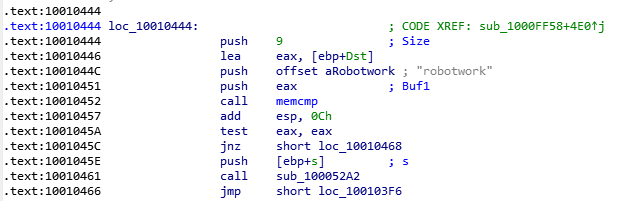 .text:10010444
.text:10010444 loc_10010444: ; CODE XREF: sub_1000FF58+4E0↑j
.text:10010444 push 9 ; Size
.text:10010446 lea eax, [ebp+Dst]
.text:1001044C push offset aRobotwork ; "robotwork"
.text:10010451 push eax ; Buf1
.text:10010452 call memcmp
.text:10010457 add esp, 0Ch
.text:1001045A test eax, eax
.text:1001045C jnz short loc_10010468
.text:1001045E push [ebp+s] ; s
.text:10010461 call sub_100052A2
.text:10010466 jmp short loc_100103F6